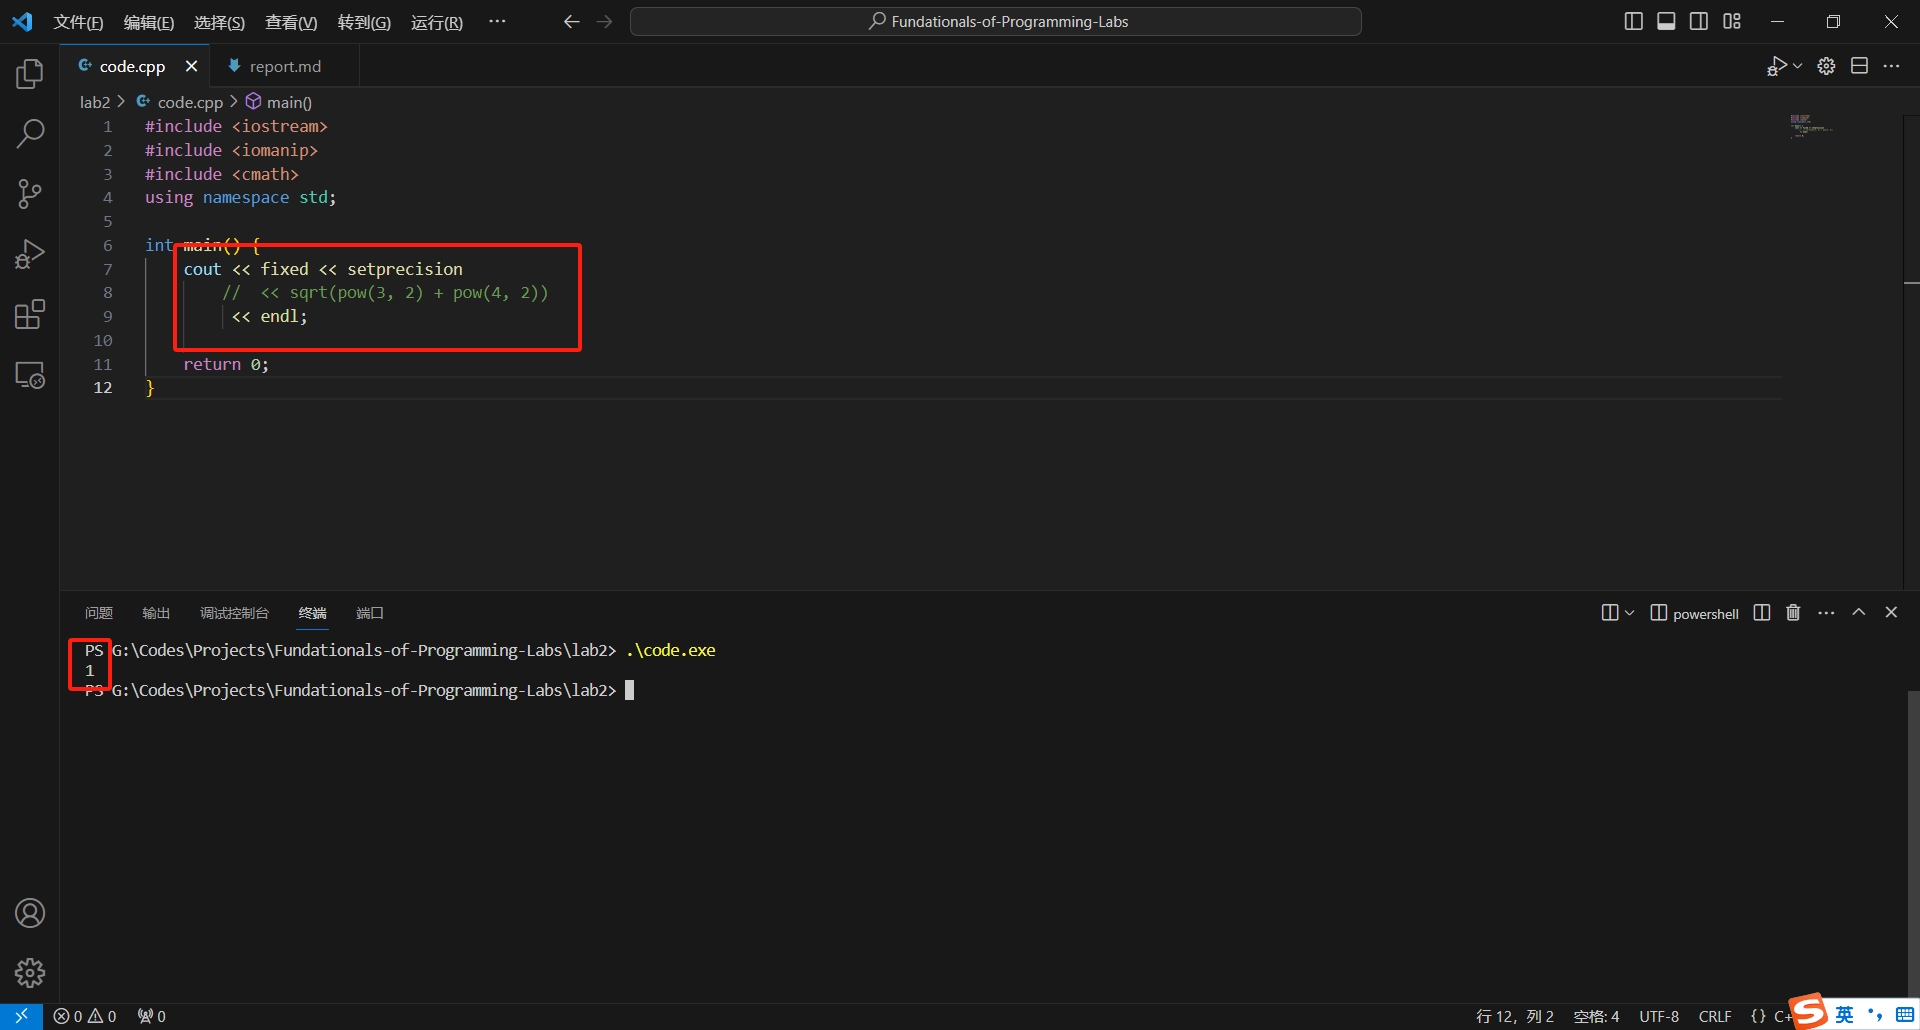 文件(F) 编辑(E) 选择(S) 查看(V) 转到(G) 运行(R) ··· Fundationals-of-Programming-Labs
code.cpp report.md
lab2 > code.cpp > main()
1 #include <iostream>
2 #include <iomanip>
3 #include <cmath>
4 using namespace std;
5
6 int main() {
7 cout << fixed << setprecision
8 // << sqrt(pow(3, 2) + pow(4, 2))
9 << endl;
10
11 return 0;
12 }
问题 输出 调试控制台 终端 端口 powershell
PS G:\Codes\Projects\Fundationals-of-Programming-Labs\lab2> .\code.exe
1
PS G:\Codes\Projects\Fundationals-of-Programming-Labs\lab2>
0 0 0 行 12，列 2 空格: 4 UTF-8 CRLF {} C+ 英